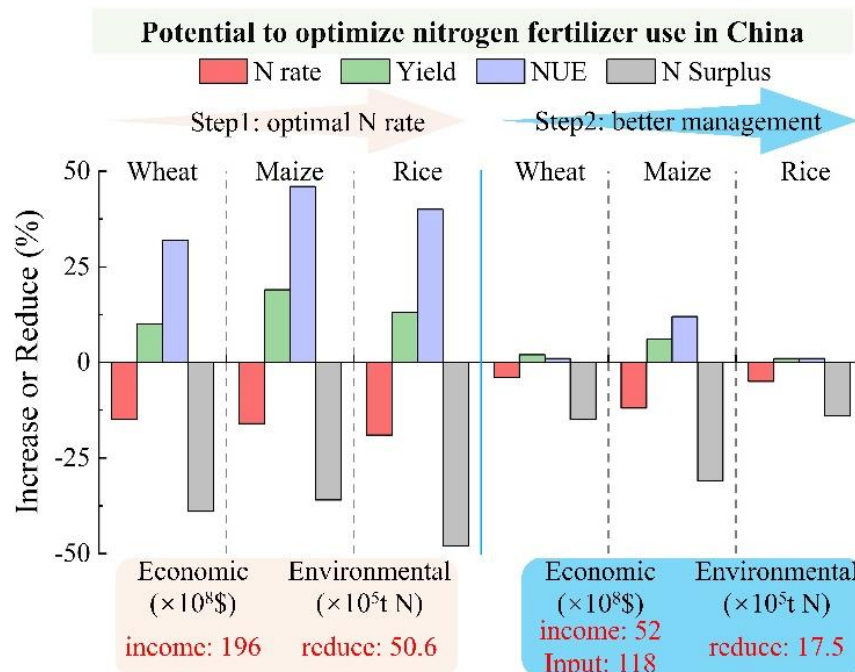 Potential to optimize nitrogen fertilizer use in China
N rate Yield NUE N Surplus
Step1: optimal N rate Step2: better management
Wheat Maize Rice Wheat Maize Rice
Increase or Reduce (%)
50
25
0
-25
-50
Economic Environmental Economic Environmental
(×10⁸$) (×10⁵t N) (×10⁸$) (×10⁵t N)
income: 196 reduce: 50.6 income: 52 reduce: 17.5
Input: 118